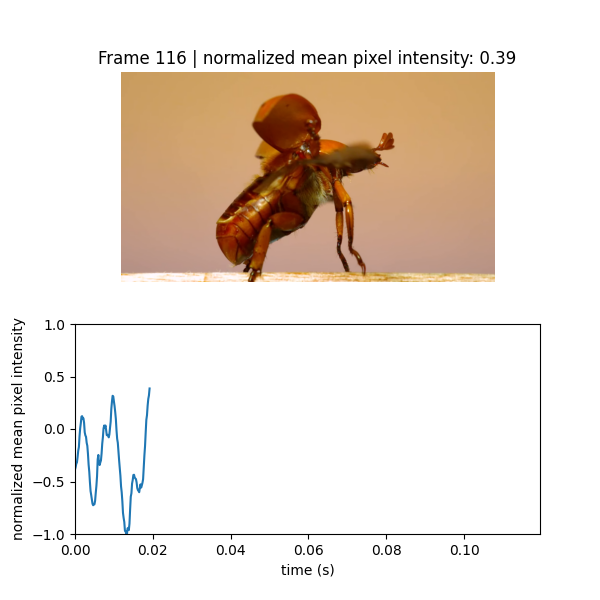 Frame 116 | normalized mean pixel intensity: 0.39
1.0
0.5
0.0
−0.5
−1.0
normalized mean pixel intensity
0.00 0.02 0.04 0.06 0.08 0.10
time (s)